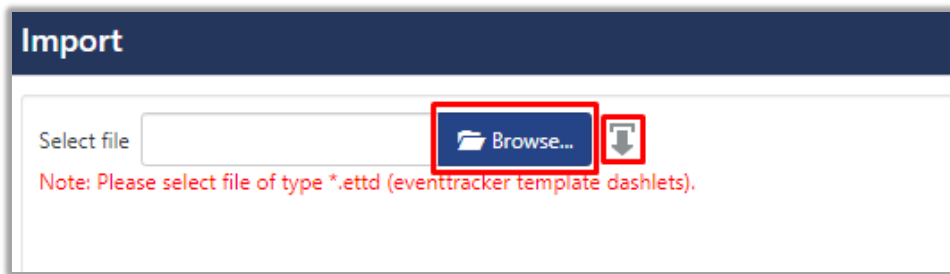 Import
Select file Browse...
Note: Please select file of type *.ettd (eventtracker template dashlets).